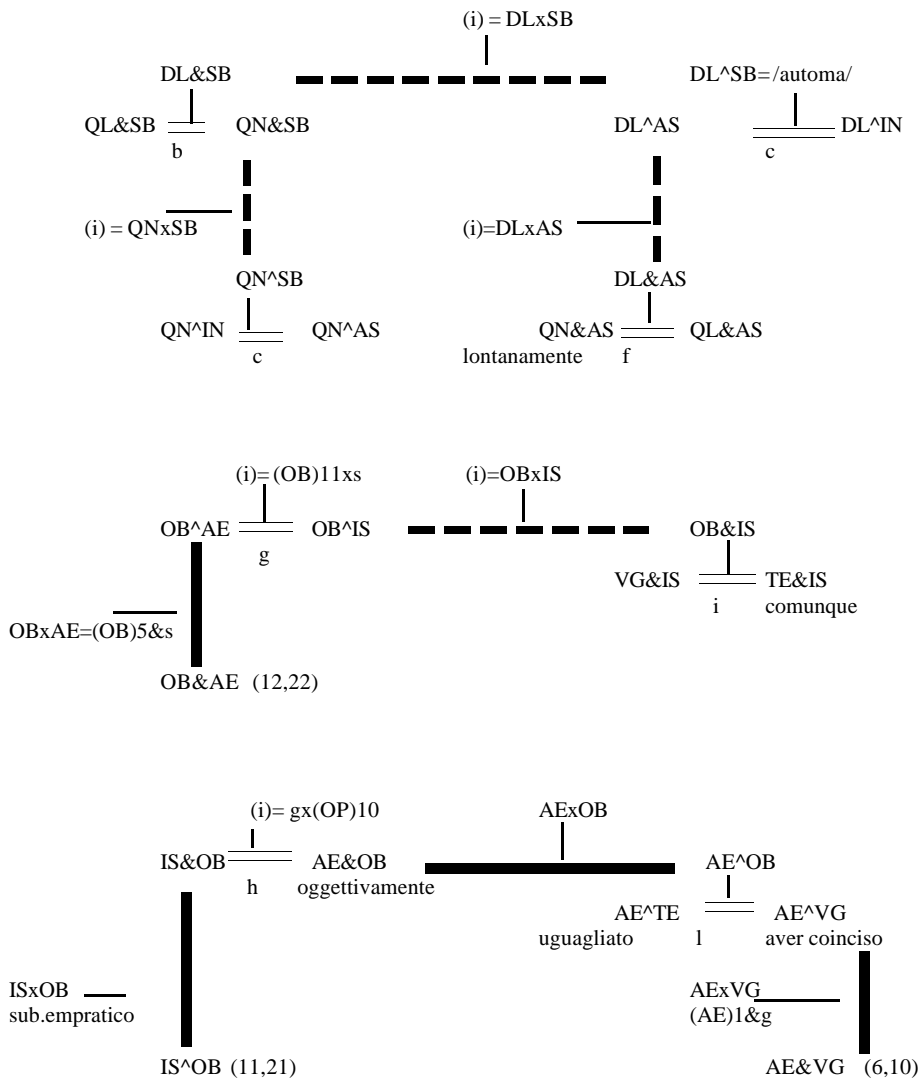 (i) = DLxSB
DL&SB DL^SB=/automa/
QL&SB QN&SB DL^AS DL^IN
b c
(i) = QNxSB (i)=DLxAS
QN^SB DL&AS
QN^IN QN^AS QN&AS QL&AS
c lontanamente f
(i)= (OB)11xs (i)=OBxIS
OB^AE OB^IS OB&IS
g
VG&IS TE&IS
i comunque
OBxAE=(OB)5&s
OB&AE (12,22)
(i)= gx(OP)10 AExOB
IS&OB AE&OB AE^OB
h oggettivamente
AE^TE AE^VG
uguagliato l aver coinciso
ISxOB AExVG
sub.empratico (AE)1&g
IS^OB (11,21) AE&VG (6,10)